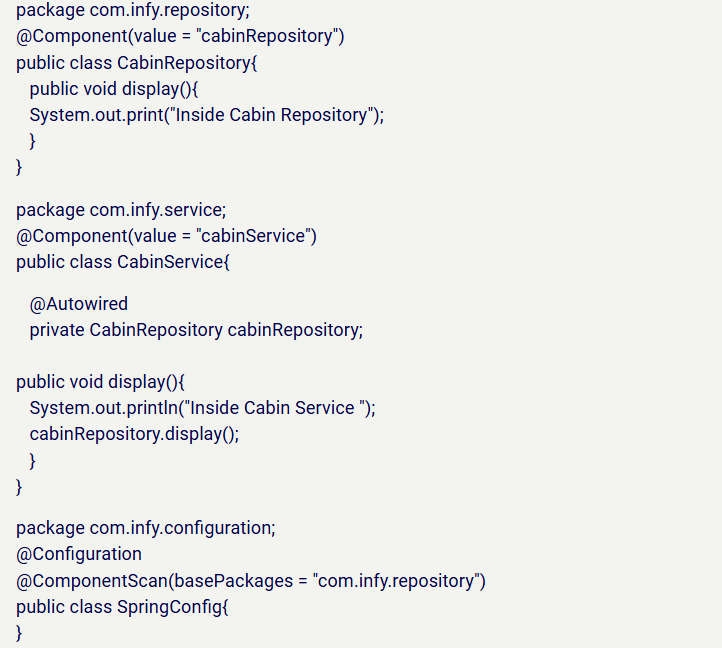 package com.infy.repository;
@Component(value = "cabinRepository")
public class CabinRepository{
public void display(){
System.out.print("Inside Cabin Repository");
}
}
package com.infy.service;
@Component(value = "cabinService")
public class CabinService{
@Autowired
private CabinRepository cabinRepository;
public void display(){
System.out.println("Inside Cabin Service ");
cabinRepository.display();
}
}
package com.infy.configuration;
@Configuration
@ComponentScan(basePackages = "com.infy.repository")
public class SpringConfig{
}